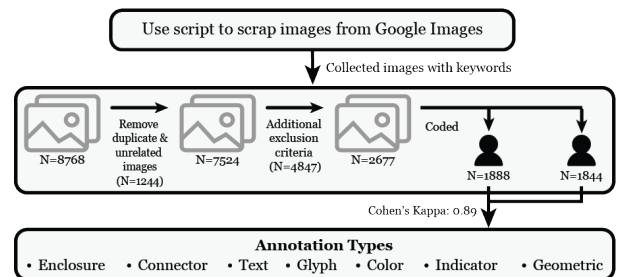 Use script to scrap images from Google Images
Collected images with keywords
Remove
duplicate &
unrelated
images
(N=1244)
Additional
exclusion
criteria
(N=4847)
Coded
N=8768
N=7524
N=2677
N=1888
N=1844
Cohen's Kappa: 0.89
Annotation Types
• Enclosure • Connector • Text • Glyph • Color • Indicator • Geometric